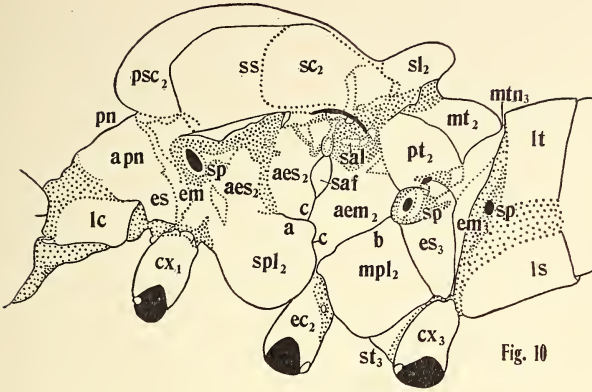 psc₂
ss
sc₂
sl₂
mtn₃
pn
apn
sp
sal
mt₂
lt
pt₂
es
em
aes₂
aes₂
saf
lc
c
aem₂
sp
em₃
sp
a
c
b
es₃
cx₁
spl₂
mpl₂
ls
ec₂
st₃
cx₃
Fig. 10